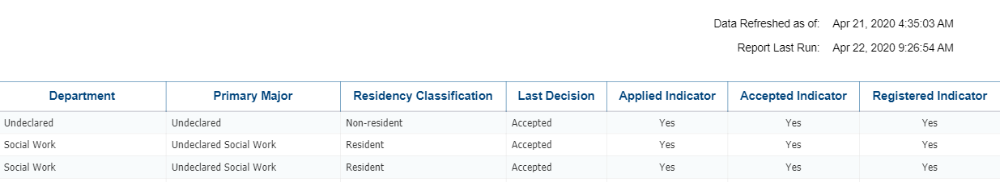 Data Refreshed as of: Apr 21, 2020 4:35:03 AM
Report Last Run: Apr 22, 2020 9:26:54 AM
Department Primary Major Residency Classification Last Decision Applied Indicator Accepted Indicator Registered Indicator
Undeclared Undeclared Non-resident Accepted Yes Yes Yes
Social Work Undeclared Social Work Resident Accepted Yes Yes Yes
Social Work Undeclared Social Work Resident Accepted Yes Yes Yes